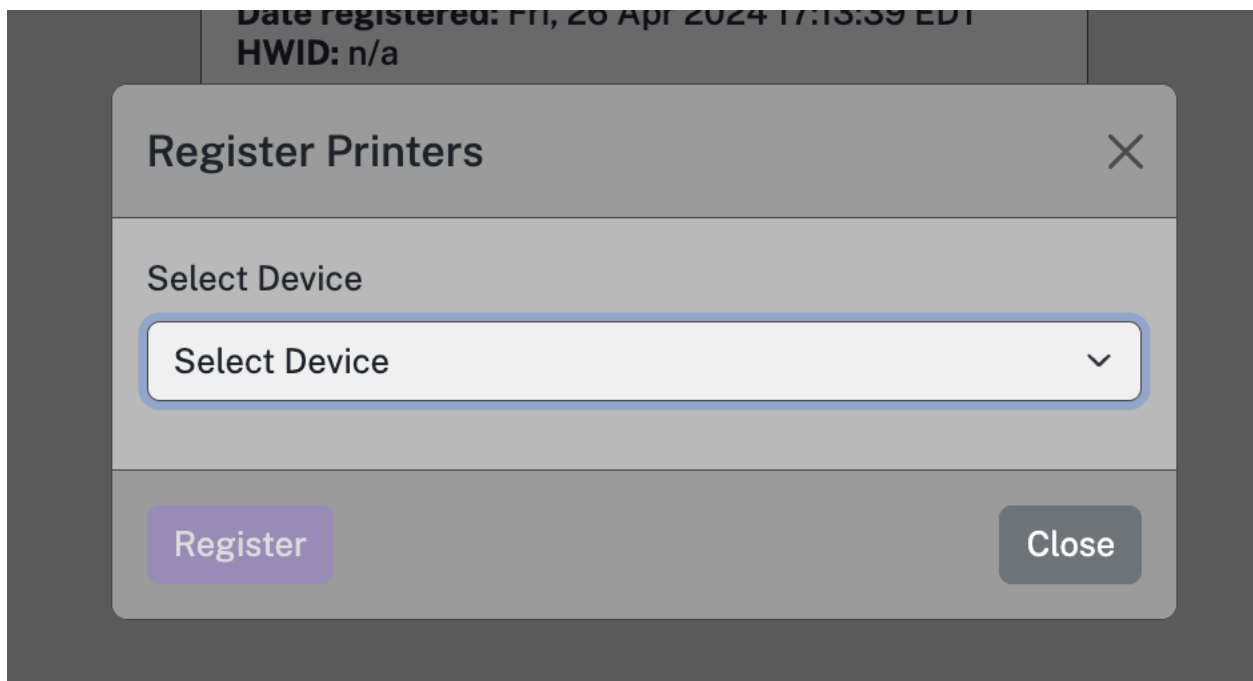 Date registered: Fri, 26 Apr 2024 17:13:39 EDT
HWID: n/a
Register Printers
Select Device
Select Device
Register
Close